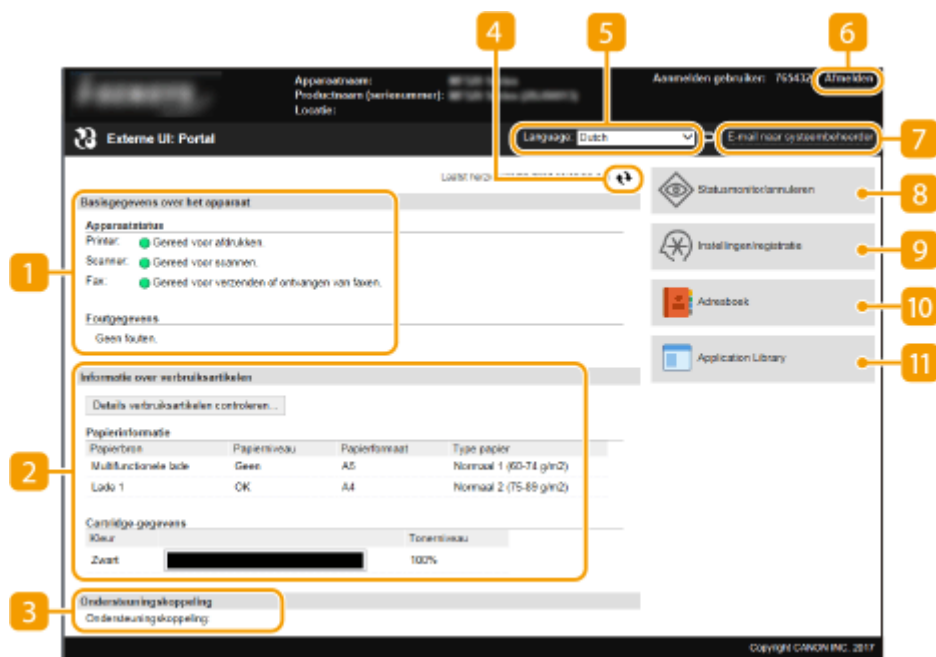 4
5
6
Apparaatnaam:
Productnaam (serienummer):
Locatie:
Aanmelden gebruiker: 765432 Afmelden
Externe UI: Portal
Language: Dutch
E-mail naar systeembeheerder
7
Laatst
Statusmonitor/annuleren
8
Basisgegevens over het apparaat
Apparaatstatus
Printer: Gereed voor afdrukken.
Scanner: Gereed voor scannen.
Fax: Gereed voor verzenden of ontvangen van faxen.
1
Instellingen/registratie
9
Foutgegevens
Geen fouten.
Adresboek
10
Application Library
11
Informatie over verbruiksartikelen
Details verbruiksartikelen controleren...
Papierinformatie
Papierbron Papierniveau Papierformaat Type papier
Multifunctionele lade Geen A5 Normaal 1 (60-74 g/m2)
2
Lade 1 OK A4 Normaal 2 (75-89 g/m2)
Cartridge-gegevens
Kleur Tonerniveau
Zwart 100%
3
Ondersteuningskoppeling
Ondersteuningskoppeling:
Copyright CANON INC. 2017